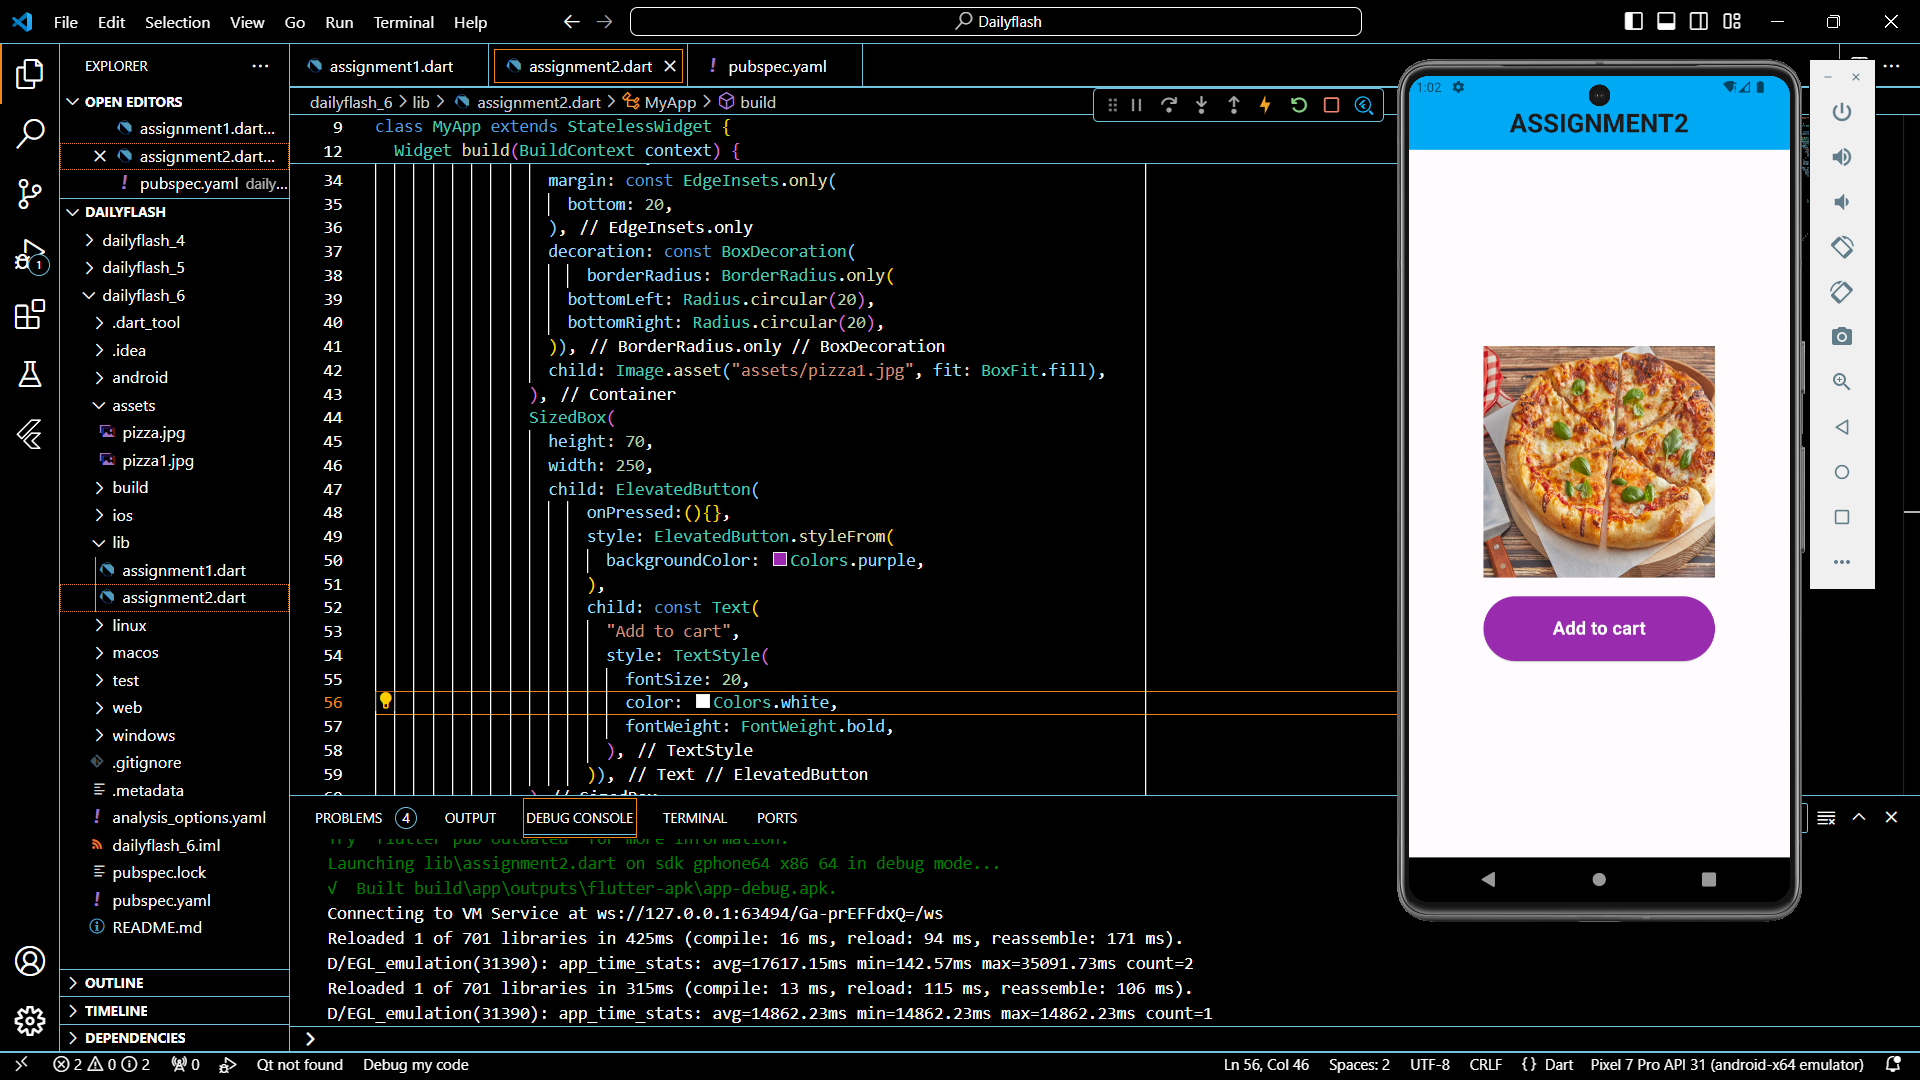 File Edit Selection View Go Run Terminal Help
Dailyflash
EXPLORER
OPEN EDITORS
assignment1.dart...
assignment2.dart...
pubspec.yaml daily...
DAILYFLASH
dailyflash_4
dailyflash_5
dailyflash_6
.dart_tool
.idea
android
assets
pizza.jpg
pizza1.jpg
build
ios
lib
assignment1.dart
assignment2.dart
linux
macos
test
web
windows
.gitignore
.metadata
analysis_options.yaml
dailyflash_6.iml
pubspec.lock
pubspec.yaml
README.md
OUTLINE
TIMELINE
DEPENDENCIES
1
assignment1.dart assignment2.dart pubspec.yaml
dailyflash_6 > lib > assignment2.dart > MyApp > build
9 class MyApp extends StatelessWidget {
12 Widget build(BuildContext context) {
34 margin: const EdgeInsets.only(
35 bottom: 20,
36 ), // EdgeInsets.only
37 decoration: const BoxDecoration(
38 borderRadius: BorderRadius.only(
39 bottomLeft: Radius.circular(20),
40 bottomRight: Radius.circular(20),
41 )), // BorderRadius.only // BoxDecoration
42 child: Image.asset("assets/pizza1.jpg", fit: BoxFit.fill),
43 ), // Container
44 SizedBox(
45 height: 70,
46 width: 250,
47 child: ElevatedButton(
48 onPressed:(){},
49 style: ElevatedButton.styleFrom(
50 backgroundColor: Colors.purple,
51 ),
52 child: const Text(
53 "Add to cart",
54 style: TextStyle(
55 fontSize: 20,
56 color: Colors.white,
57 fontWeight: FontWeight.bold,
58 ), // TextStyle
59 )), // Text // ElevatedButton
60 ) // SizedBox
PROBLEMS 4 OUTPUT DEBUG CONSOLE TERMINAL PORTS
Try `flutter pub outdated` for more information.
Launching lib\assignment2.dart on sdk gphone64 x86 64 in debug mode...
√ Built build\app\outputs\flutter-apk\app-debug.apk.
Connecting to VM Service at ws://127.0.0.1:63494/Ga-prEFFdxQ=/ws
Reloaded 1 of 701 libraries in 425ms (compile: 16 ms, reload: 94 ms, reassemble: 171 ms).
D/EGL_emulation(31390): app_time_stats: avg=17617.15ms min=142.57ms max=35091.73ms count=2
Reloaded 1 of 701 libraries in 315ms (compile: 13 ms, reload: 115 ms, reassemble: 106 ms).
D/EGL_emulation(31390): app_time_stats: avg=14862.23ms min=14862.23ms max=14862.23ms count=1
1:02
ASSIGNMENT2
Add to cart
2 0 2 0 Qt not found Debug my code Ln 56, Col 46 Spaces: 2 UTF-8 CRLF {} Dart Pixel 7 Pro API 31 (android-x64 emulator)